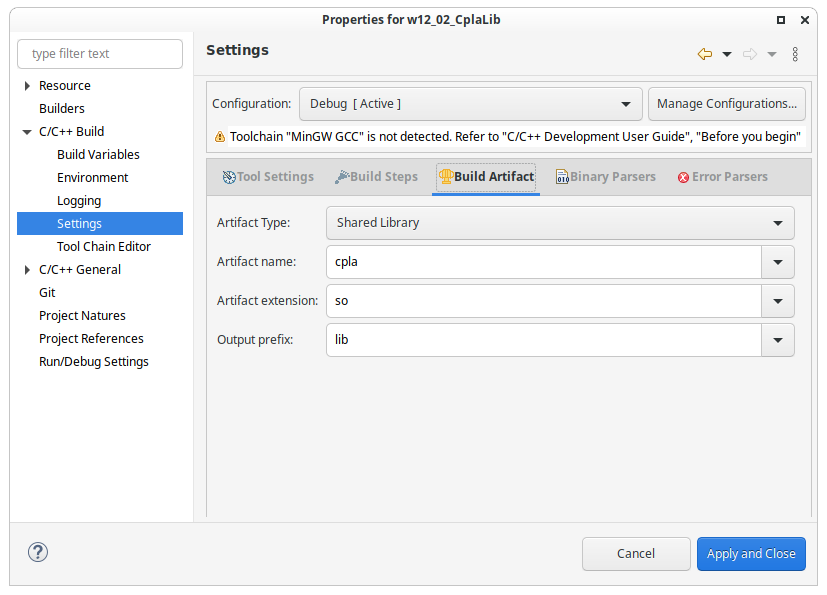 Properties for w12_02_CplaLib
type filter text
Resource
Builders
C/C++ Build
Build Variables
Environment
Logging
Settings
Tool Chain Editor
C/C++ General
Git
Project Natures
Project References
Run/Debug Settings
Settings
Configuration: Debug [ Active ] Manage Configurations...
Toolchain "MinGW GCC" is not detected. Refer to "C/C++ Development User Guide", "Before you begin"
Tool Settings Build Steps Build Artifact Binary Parsers Error Parsers
Artifact Type: Shared Library
Artifact name: cpla
Artifact extension: so
Output prefix: lib
Cancel Apply and Close